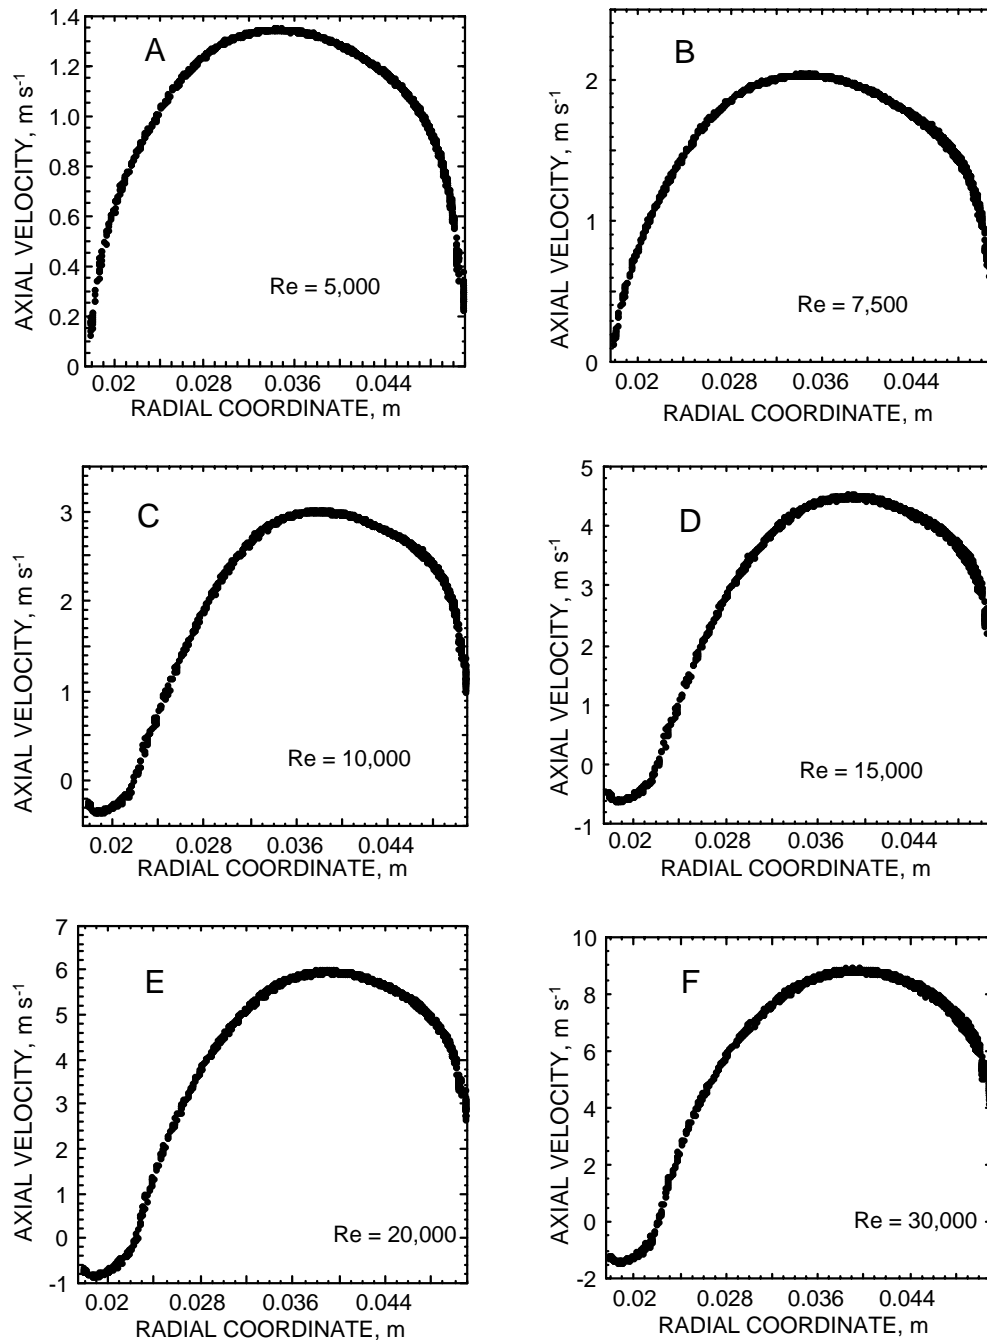 1.4
1.2
1.0
0.8
0.6
0.4
0.2
0
AXIAL VELOCITY, m s-1
A
Re = 5,000
0.02 0.028 0.036 0.044
RADIAL COORDINATE, m
2
1
0
AXIAL VELOCITY, m s-1
B
Re = 7,500
0.02 0.028 0.036 0.044
RADIAL COORDINATE, m
3
2
1
0
AXIAL VELOCITY, m s-1
C
Re = 10,000
0.02 0.028 0.036 0.044
RADIAL COORDINATE, m
5
4
3
2
1
0
-1
AXIAL VELOCITY, m s-1
D
Re = 15,000
0.02 0.028 0.036 0.044
RADIAL COORDINATE, m
7
6
5
4
3
2
1
0
-1
AXIAL VELOCITY, m s-1
E
Re = 20,000
0.02 0.028 0.036 0.044
RADIAL COORDINATE, m
10
8
6
4
2
0
-2
AXIAL VELOCITY, m s-1
F
Re = 30,000
0.02 0.028 0.036 0.044
RADIAL COORDINATE, m